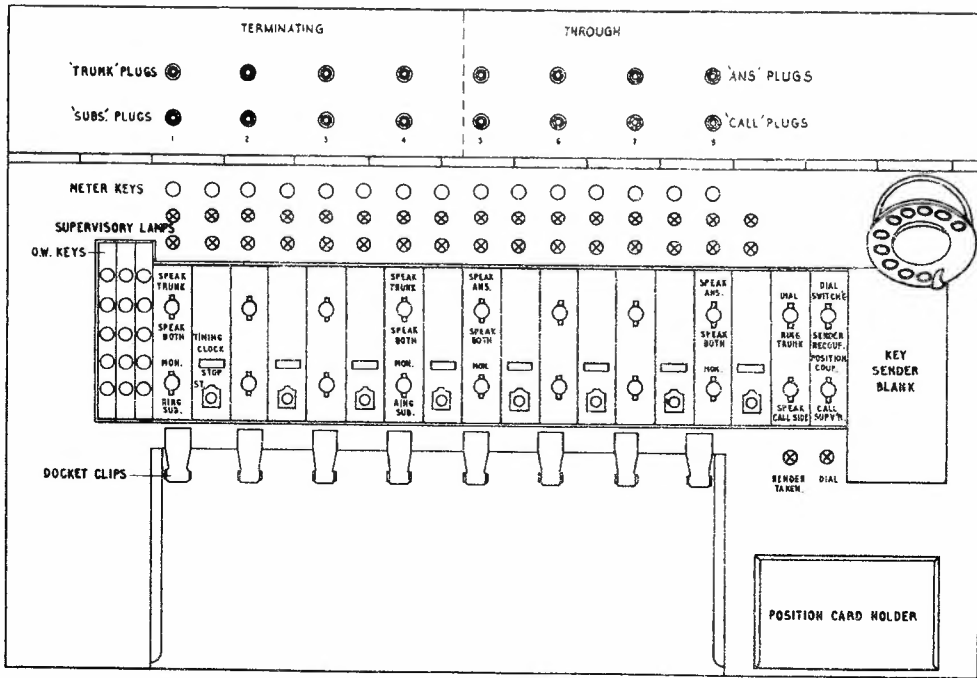 TERMINATING
THROUGH
'TRUNK' PLUGS
'ANS' PLUGS
'SUBS.' PLUGS
'CALL' PLUGS
1 2 3 4 5 6 7 8
METER KEYS
SUPERVISORY LAMPS
O.W. KEYS
SPEAK
TRUNK
SPEAK
BOTH
MON.
RING
SUB.
TIMING
CLOCK
STOP
ST.
SPEAK
TRUNK
SPEAK
BOTH
MON.
RING
SUB.
SPEAK
ANS.
SPEAK
BOTH
MON.
SPEAK
ANS.
SPEAK
BOTH
MON.
DIAL
RING
TRUNK
SPEAK
CALL SIDE
DIAL
SWITCH'G
SENDER
RECOUP.
POSITION
COUP.
CALL
SUPV'R.
KEY
SENDER
BLANK
DOCKET CLIPS
SENDER
TAKEN.
DIAL
POSITION CARD HOLDER